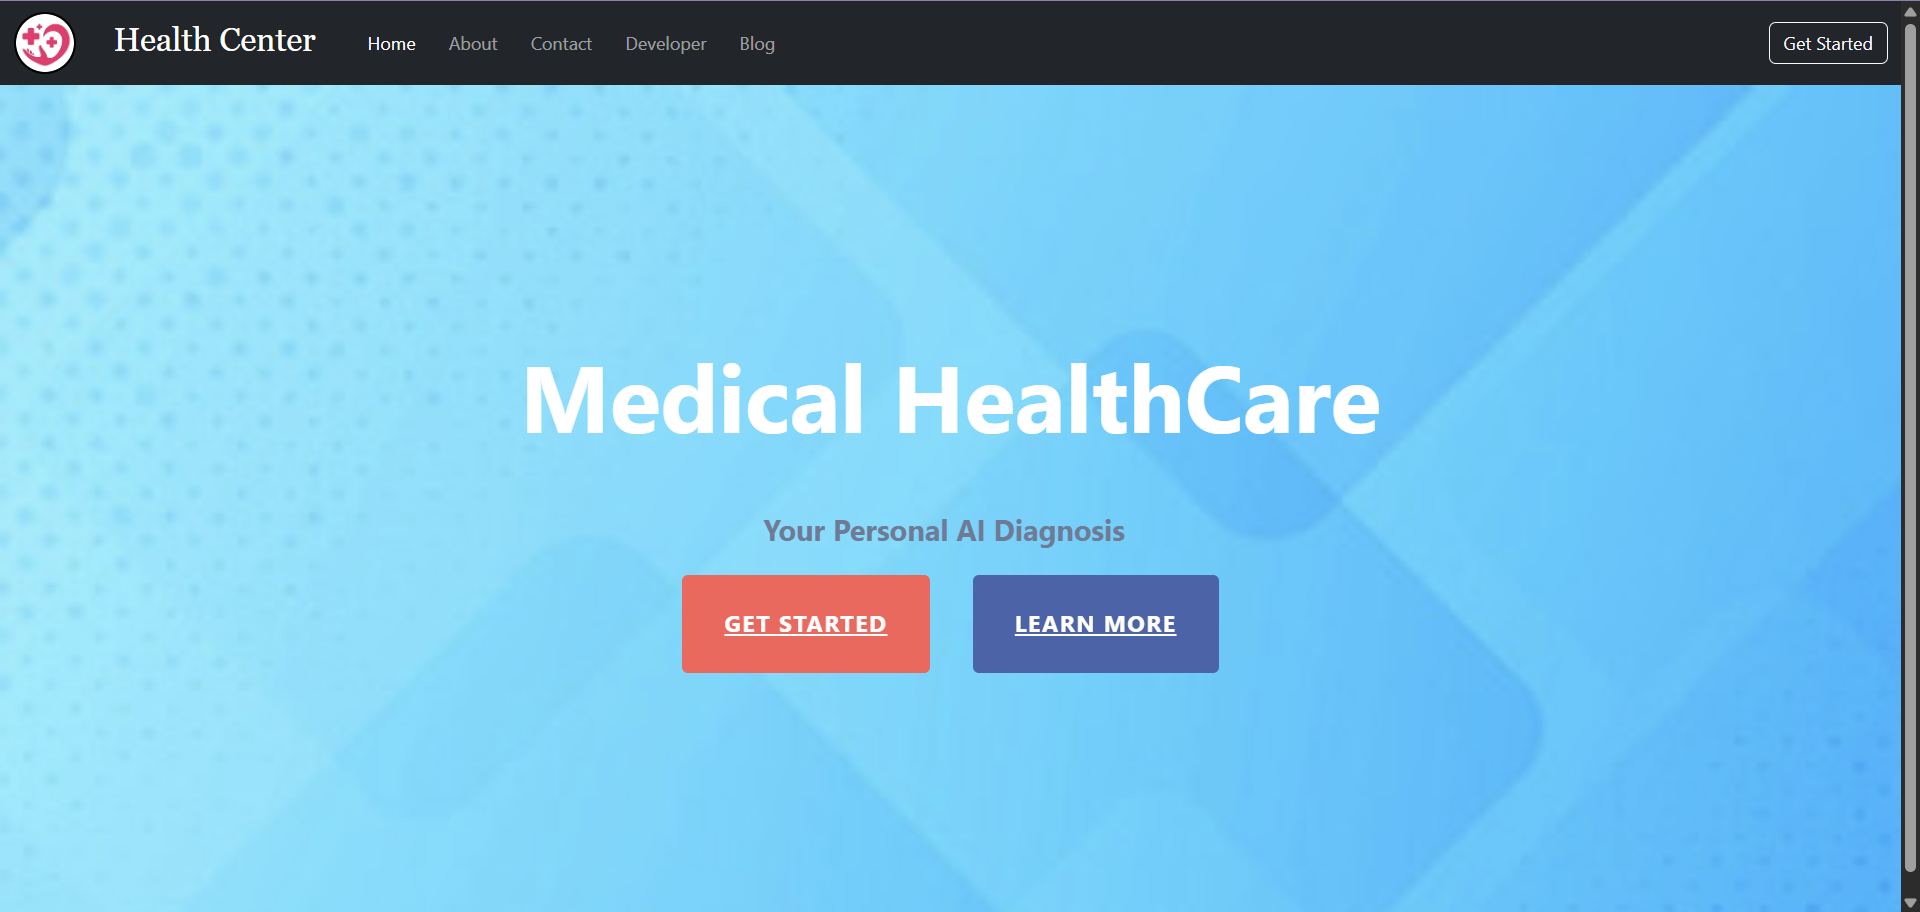 Health Center Home About Contact Developer Blog Get Started
Medical HealthCare
Your Personal AI Diagnosis
GET STARTED LEARN MORE